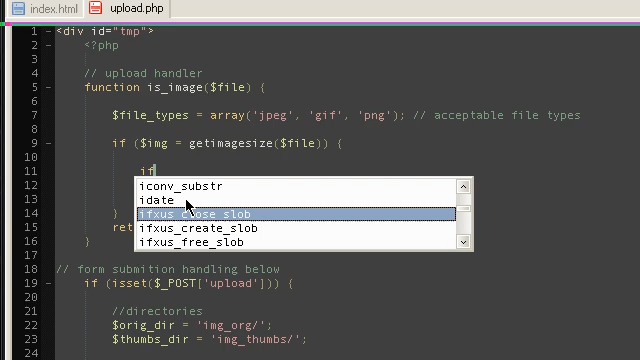 index.html upload.php
1 <div id="tmp">
2 <?php
3
4 // upload handler
5 function is_image($file) {
6
7 $file_types = array('jpeg', 'gif', 'png'); // acceptable file types
8
9 if ($img = getimagesize($file)) {
10
11 if
12 iconv_substr
13 idate
14 } ifxus_close_slob
15 ret ifxus_create_slob
16 } ifxus_free_slob
17
18 // form submition handling below
19 if (isset($_POST['upload'])) {
20
21 //directories
22 $orig_dir = 'img_org/';
23 $thumbs_dir = 'img_thumbs/';
24